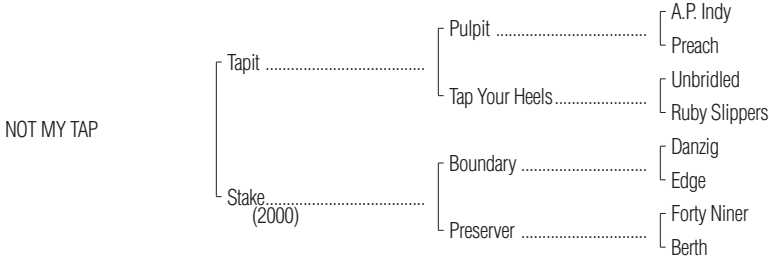 A.P. Indy
Pulpit ....................................
Preach
Tapit ......................................
Unbridled
Tap Your Heels......................
Ruby Slippers
NOT MY TAP
Danzig
Boundary ..............................
Edge
Stake......................................
(2000)
Forty Niner
Preserver ..............................
Berth